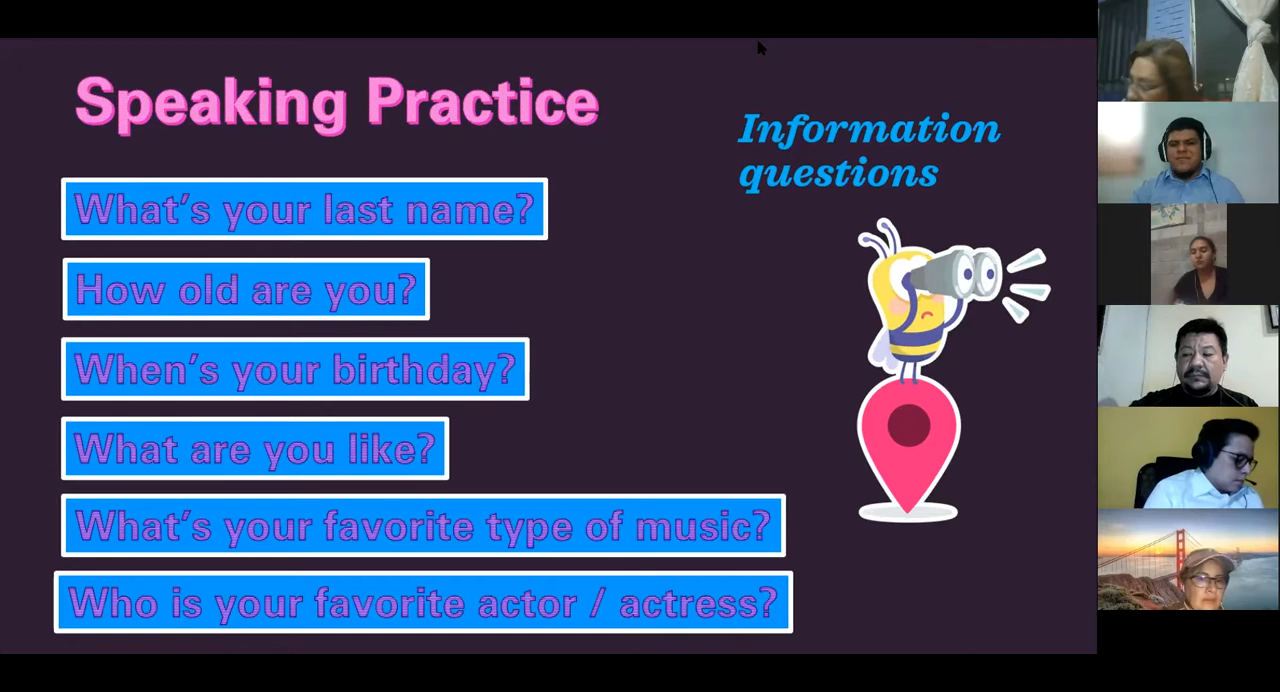 Speaking Practice
Information
questions
What's your last name?
How old are you?
When's your birthday?
What are you like?
What's your favorite type of music?
Who is your favorite actor / actress?